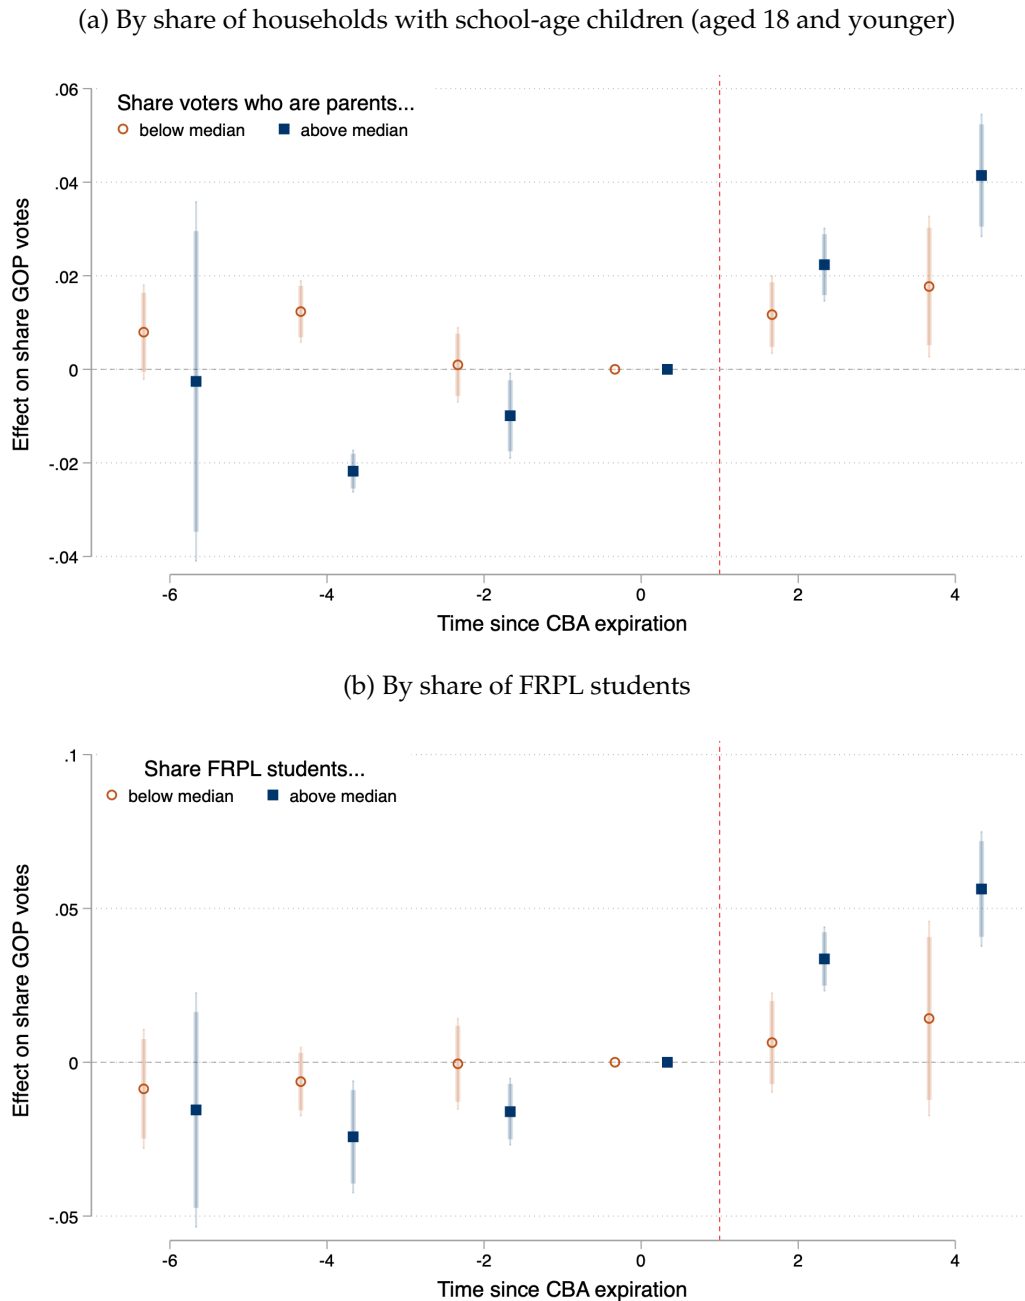 (a) By share of households with school-age children (aged 18 and younger)
.06
Share voters who are parents...
below median above median
.04
.02
0
-.02
-.04
Effect on share GOP votes
-6 -4 -2 0 2 4
Time since CBA expiration
(b) By share of FRPL students
.1
Share FRPL students...
below median above median
.05
0
-.05
Effect on share GOP votes
-6 -4 -2 0 2 4
Time since CBA expiration